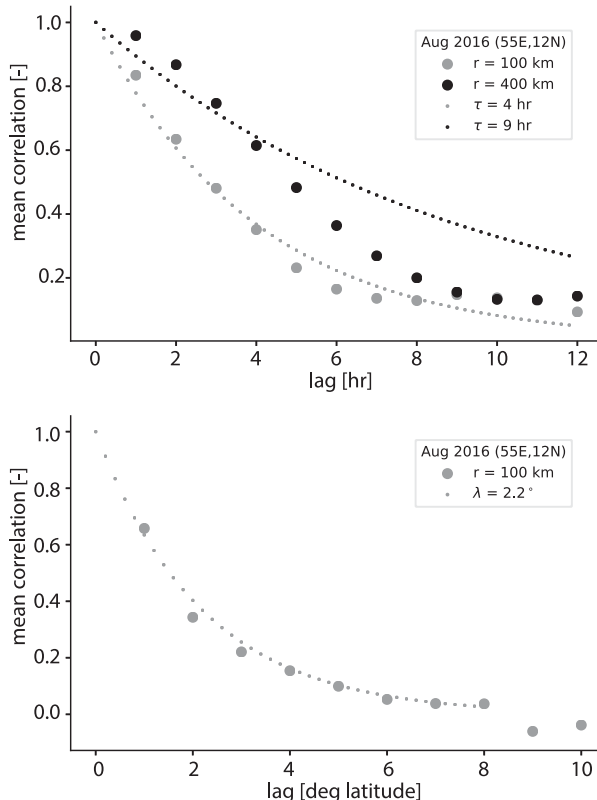 1.0
0.8
0.6
0.4
0.2
mean correlation [-]
Aug 2016 (55E,12N)
r = 100 km
r = 400 km
τ = 4 hr
τ = 9 hr
0 2 4 6 8 10 12
lag [hr]
1.0
0.8
0.6
0.4
0.2
0.0
mean correlation [-]
Aug 2016 (55E,12N)
r = 100 km
λ = 2.2°
0 2 4 6 8 10
lag [deg latitude]